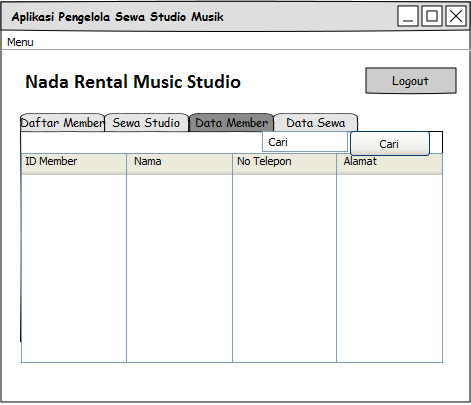 Aplikasi Pengelola Sewa Studio Musik
Menu
Nada Rental Music Studio
Logout
Daftar Member Sewa Studio Data Member Data Sewa
Cari Cari
ID Member Nama No Telepon Alamat